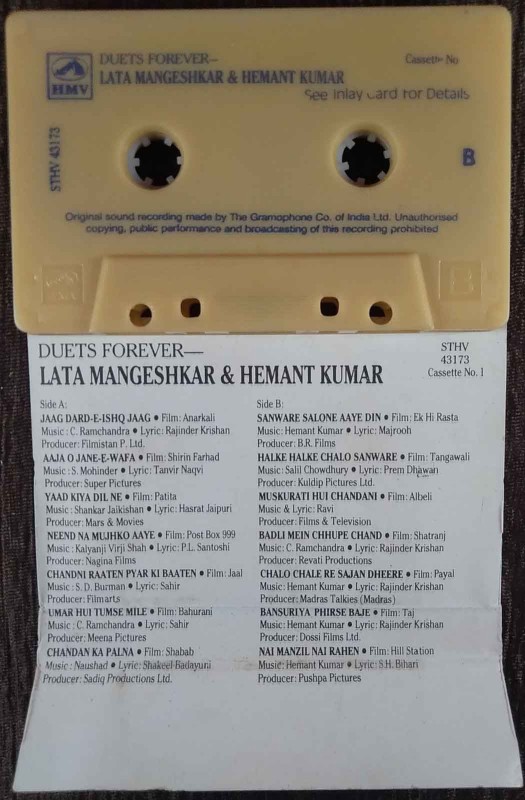 DUETS FOREVER—
LATA MANGESHKAR & HEMANT KUMAR
Cassette No
See Inlay Card for Details
HMV
STHV 43173
B
Original sound recording made by The Gramophone Co. of India Ltd. Unauthorised
copying, public performance and broadcasting of this recording prohibited
B
DUETS FOREVER—
LATA MANGESHKAR & HEMANT KUMAR
STHV
43173
Cassette No. 1
Side A:
JAAG DARD-E-ISHQ JAAG • Film: Anarkali
Music : C. Ramchandra • Lyric: Rajinder Krishan
Producer: Filmistan P. Ltd.
AAJA O JANE-E-WAFA • Film: Shirin Farhad
Music : S. Mohinder • Lyric: Tanvir Naqvi
Producer: Super Pictures
YAAD KIYA DIL NE • Film: Patita
Music : Shankar Jaikishan • Lyric: Hasrat Jaipuri
Producer: Mars & Movies
NEEND NA MUJHKO AAYE • Film: Post Box 999
Music : Kalyanji Virji Shah • Lyric: P.L. Santoshi
Producer: Nagina Films
CHANDNI RAATEN PYAR KI BAATEN • Film: Jaal
Music : S.D. Burman • Lyric: Sahir
Producer: Filmarts
UMAR HUI TUMSE MILE • Film: Bahurani
Music : C. Ramchandra • Lyric: Sahir
Producer: Meena Pictures
CHANDAN KA PALNA • Film: Shabab
Music : Naushad • Lyric: Shakeel Badayuni
Producer: Sadiq Productions Ltd.
Side B:
SANWARE SALONE AAYE DIN • Film: Ek Hi Rasta
Music: Hemant Kumar • Lyric: Majrooh
Producer: B.R. Films
HALKE HALKE CHALO SANWARE • Film: Tangawali
Music: Salil Chowdhury • Lyric: Prem Dhawan
Producer: Kuldip Pictures Ltd.
MUSKURATI HUI CHANDANI • Film: Albeli
Music & Lyric: Ravi
Producer: Films & Television
BADLI MEIN CHHUPE CHAND • Film: Shatranj
Music: C. Ramchandra • Lyric: Rajinder Krishan
Producer: Revati Productions
CHALO CHALE RE SAJAN DHEERE • Film: Payal
Music: Hemant Kumar • Lyric: Rajinder Krishan
Producer: Madras Talkies (Madras)
BANSURIYA PHIRSE BAJE • Film: Taj
Music: Hemant Kumar • Lyric: Rajinder Krishan
Producer: Dossi Films Ltd.
NAI MANZIL NAI RAHEN • Film: Hill Station
Music: Hemant Kumar • Lyric: S.H. Bihari
Producer: Pushpa Pictures